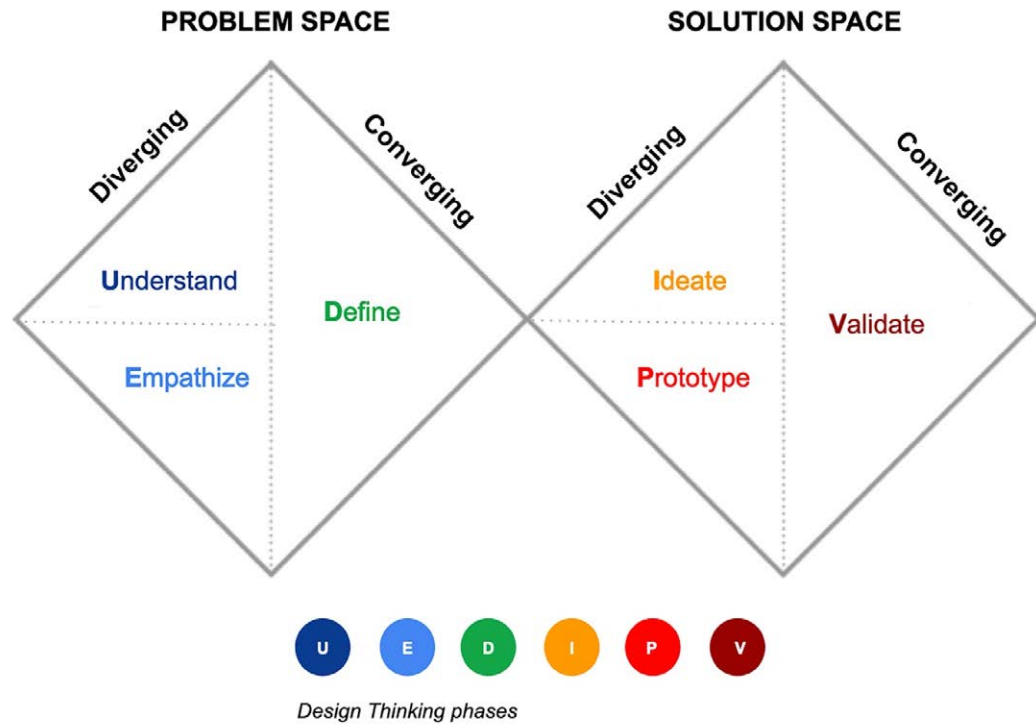 PROBLEM SPACE
SOLUTION SPACE
Diverging
Converging
Diverging
Converging
Understand
Define
Empathize
Ideate
Validate
Prototype
U
E
D
I
P
V
Design Thinking phases